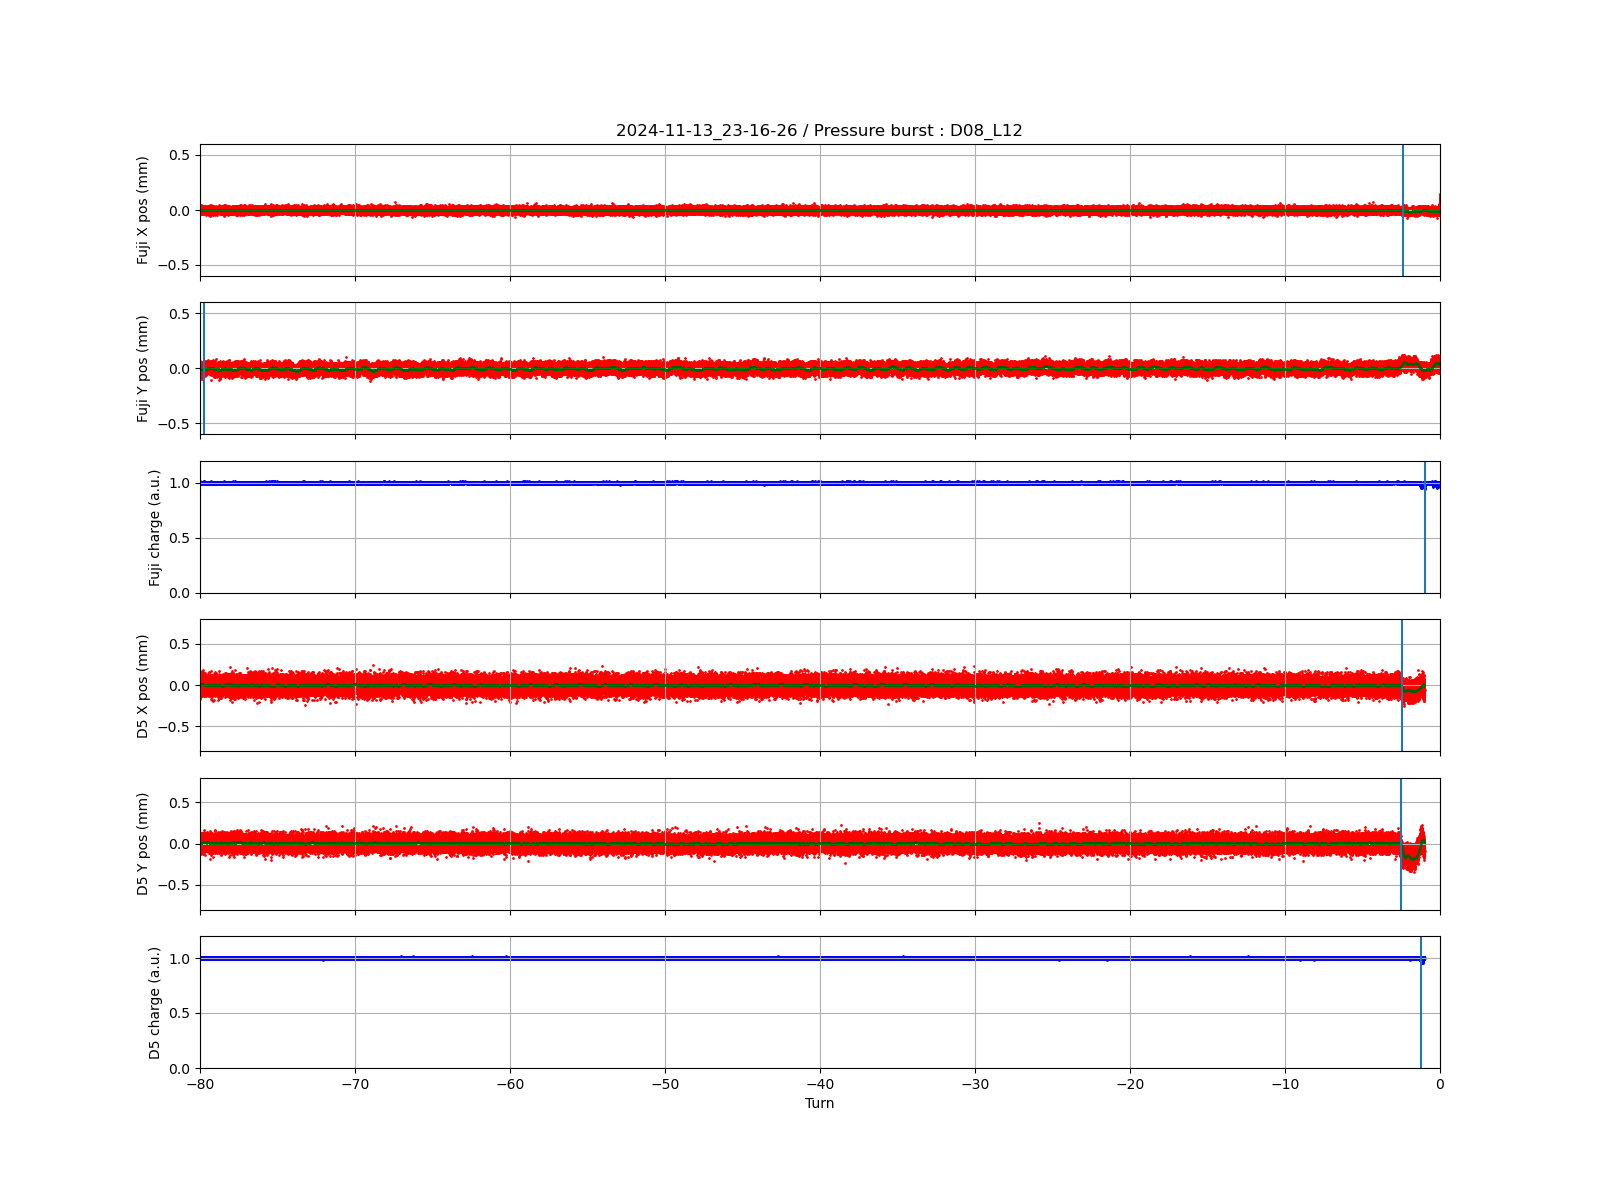 2024-11-13_23-16-26 / Pressure burst : D08_L12
0.5
0.0
−0.5
Fuji X pos (mm)
0.5
0.0
−0.5
Fuji Y pos (mm)
1.0
0.5
0.0
Fuji charge (a.u.)
0.5
0.0
−0.5
D5 X pos (mm)
0.5
0.0
−0.5
D5 Y pos (mm)
1.0
0.5
0.0
D5 charge (a.u.)
−80 −70 −60 −50 −40 −30 −20 −10 0
Turn